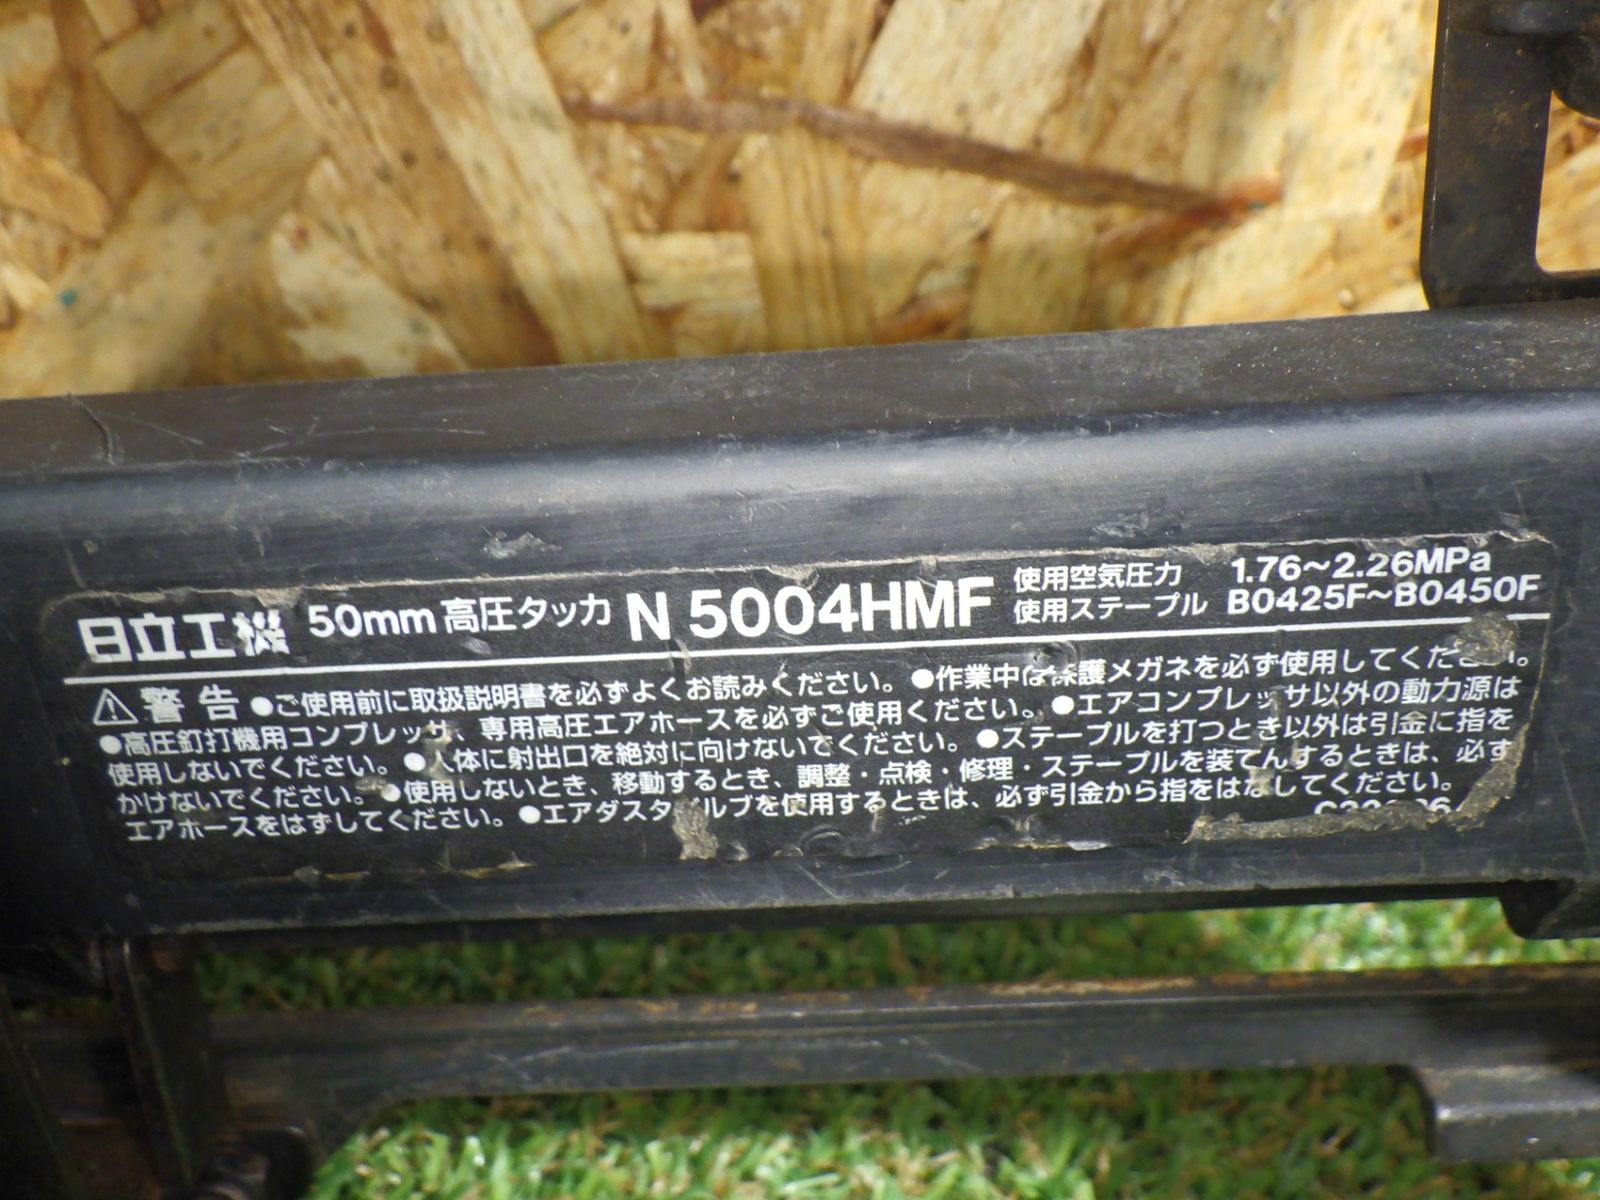 日立工機 50mm 高圧タッカ N 5004HMF 使用空気圧力 1.76～2.26MPa
使用ステープル B0425F～B0450F
⚠警告 ●ご使用前に取扱説明書を必ずよくお読みください。●作業中は保護メガネを必ず使用してください。
●高圧釘打機用コンプレッサ、専用高圧エアホースを必ずご使用ください。●エアコンプレッサ以外の動力源は
使用しないでください。●人体に射出口を絶対に向けないでください。●ステープルを打つとき以外は引金に指を
かけないでください。●使用しないとき、移動するとき、調整・点検・修理・ステープルを装てんするときは、必ず
エアホースをはずしてください。●エアダスタバルブを使用するときは、必ず引金から指をはなしてください。